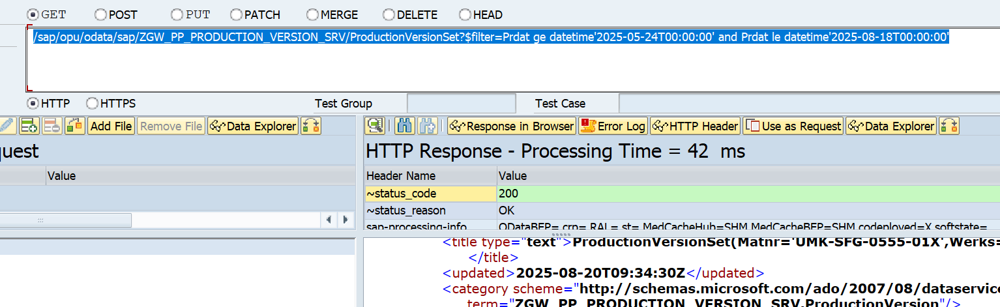 GET POST PUT PATCH MERGE DELETE HEAD
/sap/opu/odata/sap/ZGW_PP_PRODUCTION_VERSION_SRV/ProductionVersionSet?$filter=Prdat ge datetime'2025-05-24T00:00:00' and Prdat le datetime'2025-08-18T00:00:00'
HTTP HTTPS Test Group Test Case
Add File Remove File Data Explorer Response in Browser Error Log HTTP Header Use as Request Data Explorer
quest HTTP Response - Processing Time = 42 ms
Value Header Name Value
~status_code 200
~status_reason OK
sap-processing-info ODataBEP= crp= RAL= st= MedCacheHub=SHM MedCacheBEP=SHM codeployed=X softstate=
<title type="text">ProductionVersionSet(Matnr='UMK-SFG-0555-01X',Werks=
</title>
<updated>2025-08-20T09:34:30Z</updated>
<category scheme="http://schemas.microsoft.com/ado/2007/08/dataservice
term="ZGW_PP_PRODUCTION_VERSION_SRV.ProductionVersion"/>